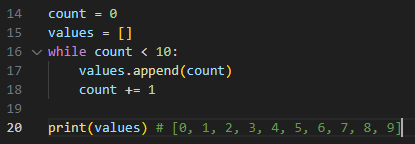 14 count = 0
15 values = []
16 while count < 10:
17     values.append(count)
18     count += 1
19
20 print(values) # [0, 1, 2, 3, 4, 5, 6, 7, 8, 9]